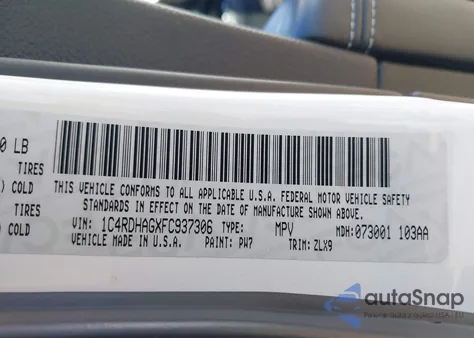 0 LB
TIRES
) COLD
TIRES
) COLD
THIS VEHICLE CONFORMS TO ALL APPLICABLE U.S.A. FEDERAL MOTOR VEHICLE SAFETY
STANDARDS IN EFFECT ON THE DATE OF MANUFACTURE SHOWN ABOVE.
VIN: 1C4RDHAGXFC937306 TYPE: MPV MDH: 073001 103AA
VEHICLE MADE IN U.S.A. PAINT: PW7 TRIM: ZLX9
autoSnap